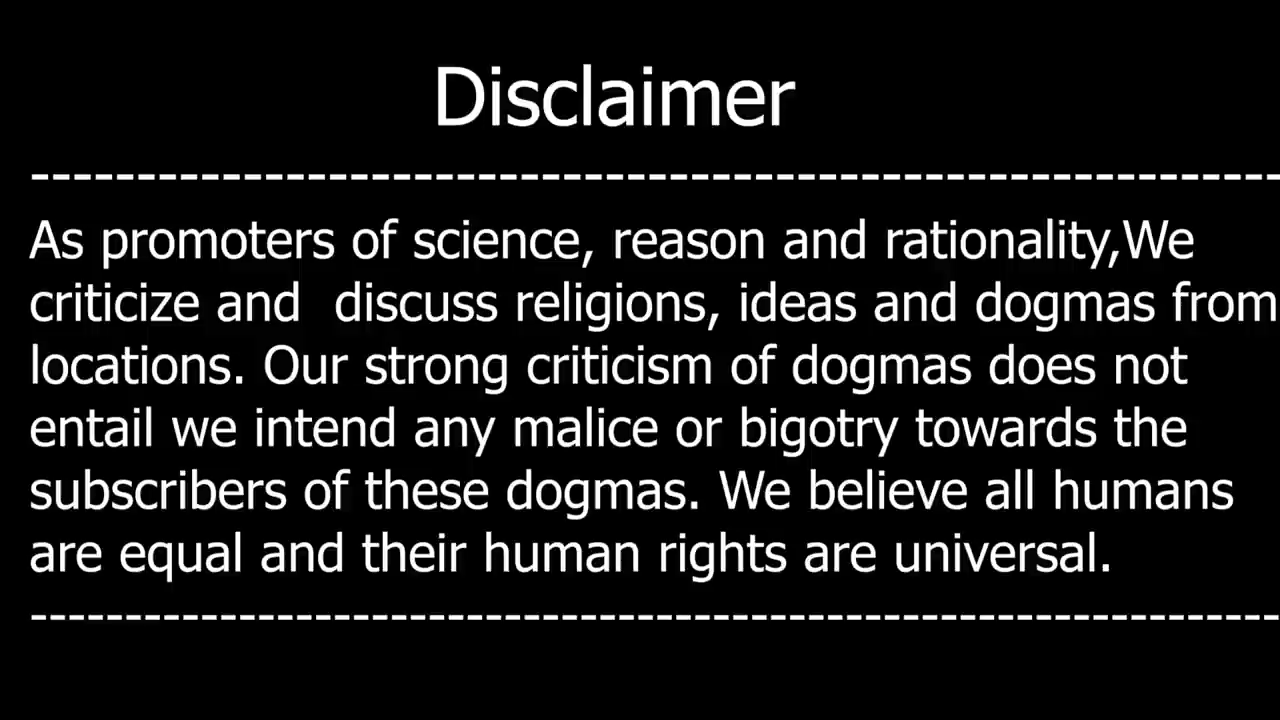 Disclaimer
------------------------------------------------------------
As promoters of science, reason and rationality,We
criticize and  discuss religions, ideas and dogmas from
locations. Our strong criticism of dogmas does not
entail we intend any malice or bigotry towards the
subscribers of these dogmas. We believe all humans
are equal and their human rights are universal.
------------------------------------------------------------------